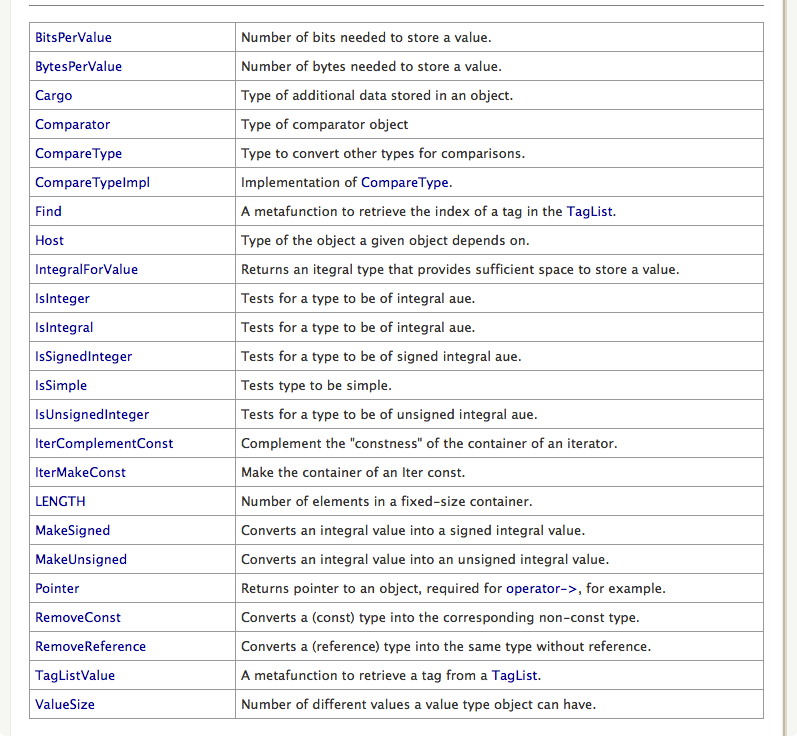 BitsPerValue Number of bits needed to store a value.
BytesPerValue Number of bytes needed to store a value.
Cargo Type of additional data stored in an object.
Comparator Type of comparator object
CompareType Type to convert other types for comparisons.
CompareTypeImpl Implementation of CompareType.
Find A metafunction to retrieve the index of a tag in the TagList.
Host Type of the object a given object depends on.
IntegralForValue Returns an itegral type that provides sufficient space to store a value.
IsInteger Tests for a type to be of integral aue.
IsIntegral Tests for a type to be of integral aue.
IsSignedInteger Tests for a type to be of signed integral aue.
IsSimple Tests type to be simple.
IsUnsignedInteger Tests for a type to be of unsigned integral aue.
IterComplementConst Complement the "constness" of the container of an iterator.
IterMakeConst Make the container of an Iter const.
LENGTH Number of elements in a fixed-size container.
MakeSigned Converts an integral value into a signed integral value.
MakeUnsigned Converts an integral value into an unsigned integral value.
Pointer Returns pointer to an object, required for operator->, for example.
RemoveConst Converts a (const) type into the corresponding non-const type.
RemoveReference Converts a (reference) type into the same type without reference.
TagListValue A metafunction to retrieve a tag from a TagList.
ValueSize Number of different values a value type object can have.